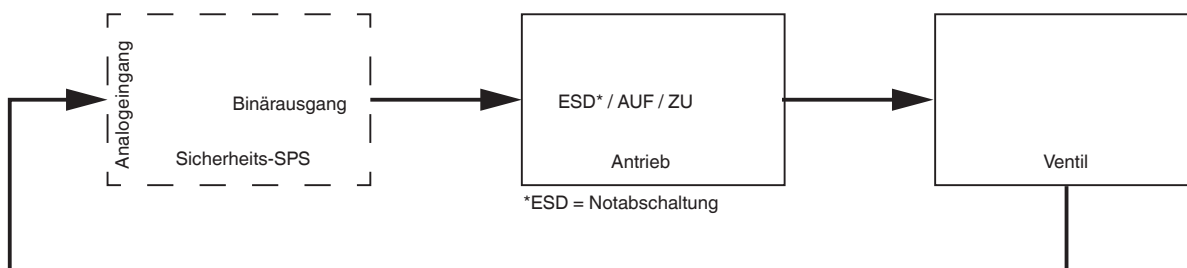 Analogeingang
Binärausgang
Sicherheits-SPS
ESD* / AUF / ZU
Antrieb
*ESD = Notabschaltung
Ventil